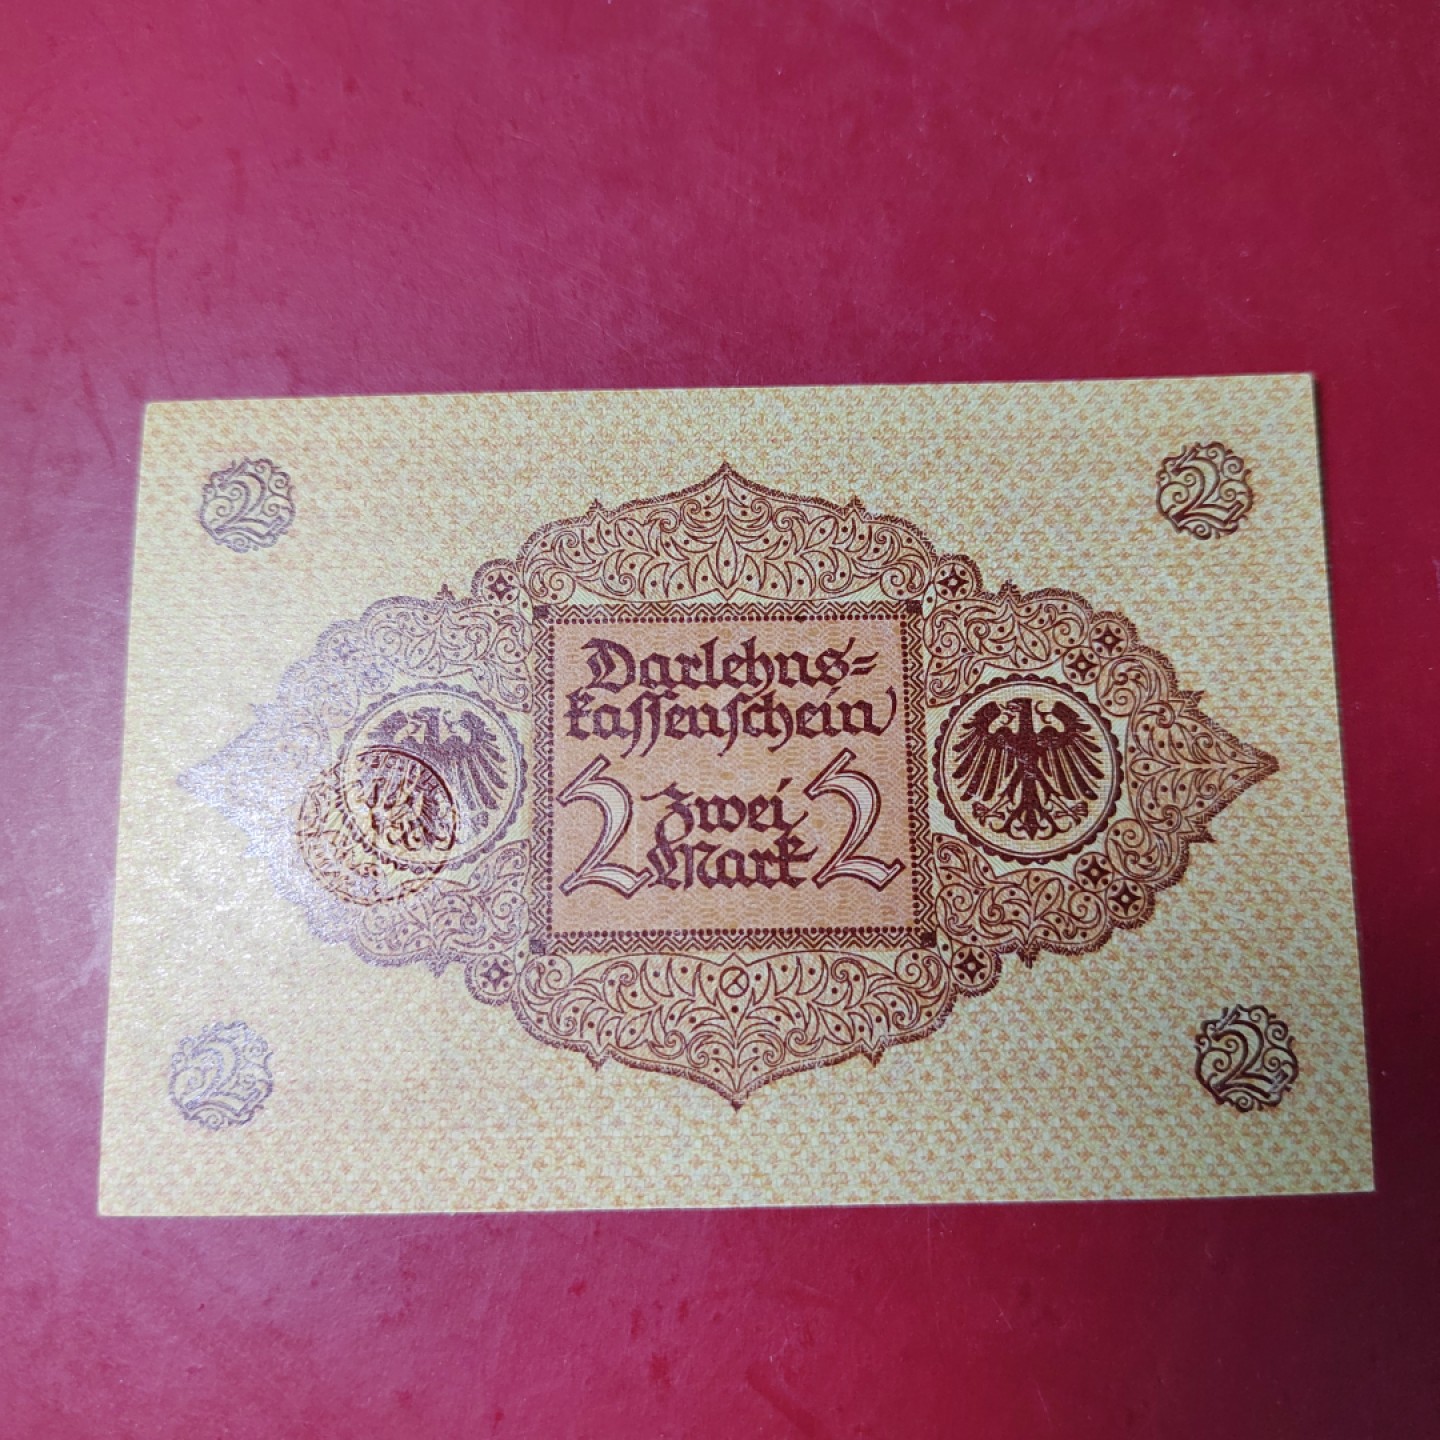 2 2
Darlehns=
kassenschein
2 Zwei 2
Mark
2 2